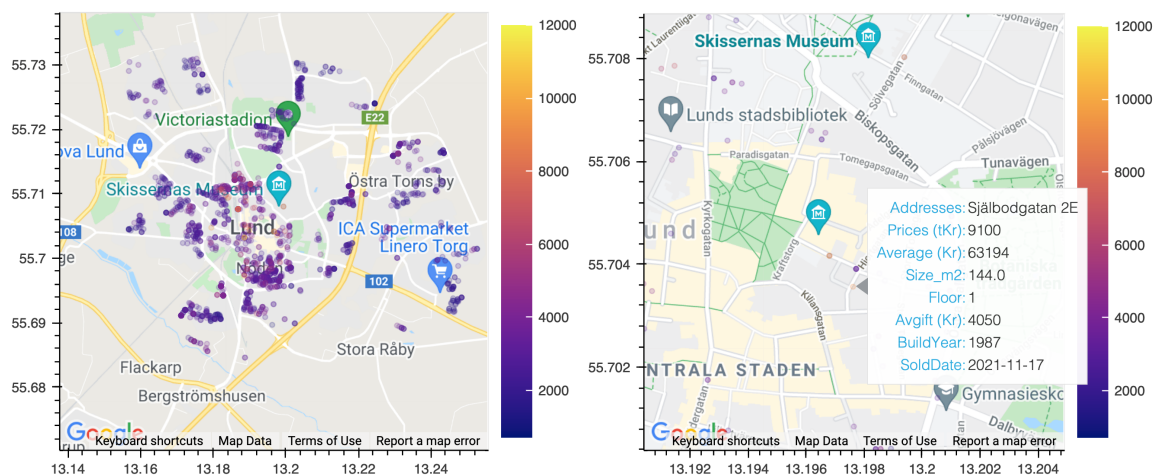 55.73
55.72
55.71
55.7
55.69
55.68
Victoriastadion
E22
ova Lund
Skissernas Museum
Östra Torns by
Lund
ICA Supermarket
Linero Torg
108
ge
102
Stora Råby
Flackarp
Bergströmshusen
Google
Keyboard shortcuts Map Data Terms of Use Report a map error
13.14 13.16 13.18 13.2 13.22 13.24
12000
10000
8000
6000
4000
2000
55.708
55.706
55.704
55.702
Skissernas Museum
Sölvegatan
Finngatan
Lunds stadsbibliotek
Biskopsgatan
Pålsjövägen
Paradisgatan
Tomegapsgatan
Tunavägen
Kyrkogatan
und
Krafttorg
Kiliansgatan
Addresses: Själbodgatan 2E
Prices (tKr): 9100
Average (Kr): 63194
Size_m2: 144.0
Floor: 1
Avgift (Kr): 4050
BuildYear: 1987
SoldDate: 2021-11-17
NTRALA STADEN
Gymnasiesko
Dalby
Google
Keyboard shortcuts Map Data Terms of Use Report a map error
13.192 13.194 13.196 13.198 13.2 13.202 13.204
12000
10000
8000
6000
4000
2000